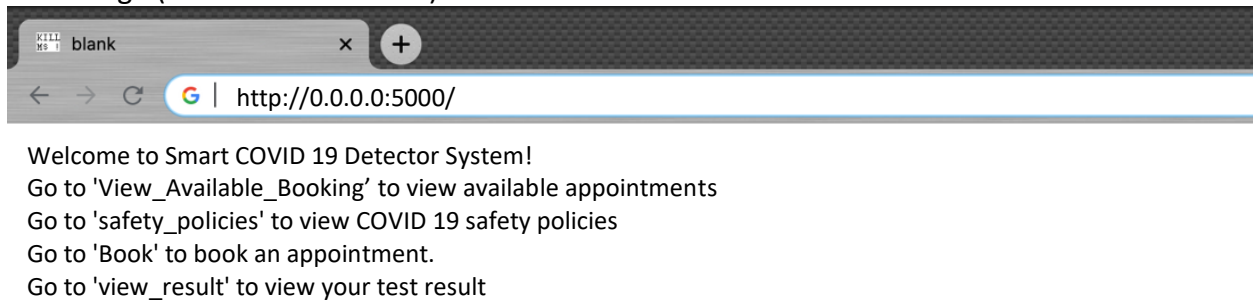 KILL
blank
http://0.0.0.0:5000/
Welcome to Smart COVID 19 Detector System!
Go to 'View_Available_Booking’ to view available appointments
Go to 'safety_policies' to view COVID 19 safety policies
Go to 'Book' to book an appointment.
Go to 'view_result' to view your test result